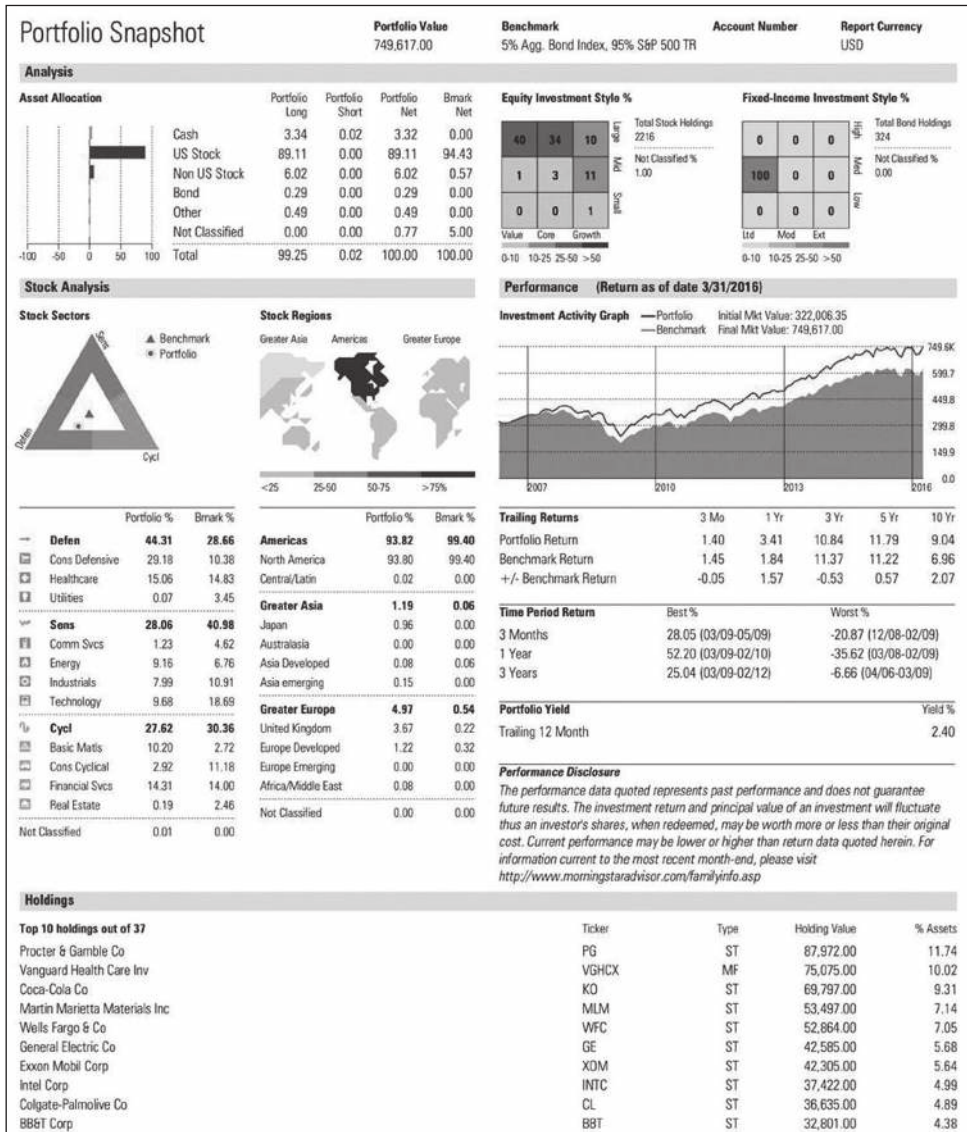 Portfolio Snapshot
Portfolio Value
749,617.00
Benchmark
5% Agg. Bond Index, 95% S&P 500 TR
Account Number
Report Currency
USD
Analysis
Asset Allocation
Portfolio Long Portfolio Short Portfolio Net Bmark Net
Cash 3.34 0.02 3.32 0.00
US Stock 89.11 0.00 89.11 94.43
Non US Stock 6.02 0.00 6.02 0.57
Bond 0.29 0.00 0.29 0.00
Other 0.49 0.00 0.49 0.00
Not Classified 0.00 0.00 0.77 5.00
Total 99.25 0.02 100.00 100.00
-100 -50 0 50 100
Equity Investment Style %
40 34 10
1 3 11
0 0 1
Large
Mid
Small
Value Core Growth
0-10 10-25 25-50 >50
Total Stock Holdings
2216
Not Classified %
1.00
Fixed-Income Investment Style %
0 0 0
100 0 0
0 0 0
High
Med
Low
Ltd Mod Ext
0-10 10-25 25-50 >50
Total Bond Holdings
324
Not Classified %
0.00
Stock Analysis
Stock Sectors
Sens
Defen
Cycl
Benchmark
Portfolio
Portfolio % Bmark %
Defen 44.31 28.66
Cons Defensive 29.18 10.38
Healthcare 15.06 14.83
Utilities 0.07 3.45
Sens 28.06 40.98
Comm Svcs 1.23 4.62
Energy 9.16 6.76
Industrials 7.99 10.91
Technology 9.68 18.69
Cycl 27.62 30.36
Basic Matls 10.20 2.72
Cons Cyclical 2.92 11.18
Financial Svcs 14.31 14.00
Real Estate 0.19 2.46
Not Classified 0.01 0.00
Stock Regions
Greater Asia Americas Greater Europe
<25 25-50 50-75 >75%
Portfolio % Bmark %
Americas 93.82 99.40
North America 93.80 99.40
Central/Latin 0.02 0.00
Greater Asia 1.19 0.06
Japan 0.96 0.00
Australasia 0.00 0.00
Asia Developed 0.08 0.06
Asia emerging 0.15 0.00
Greater Europe 4.97 0.54
United Kingdom 3.67 0.22
Europe Developed 1.22 0.32
Europe Emerging 0.00 0.00
Africa/Middle East 0.08 0.00
Not Classified 0.00 0.00
Performance (Return as of date 3/31/2016)
Investment Activity Graph
Portfolio Initial Mkt Value: 322,006.35
Benchmark Final Mkt Value: 749,617.00
749.6K
599.7
449.8
299.8
149.9
0.0
2007 2010 2013 2016
Trailing Returns 3 Mo 1 Yr 3 Yr 5 Yr 10 Yr
Portfolio Return 1.40 3.41 10.84 11.79 9.04
Benchmark Return 1.45 1.84 11.37 11.22 6.96
+/- Benchmark Return -0.05 1.57 -0.53 0.57 2.07
Time Period Return Best % Worst %
3 Months 28.05 (03/09-05/09) -20.87 (12/08-02/09)
1 Year 52.20 (03/09-02/10) -35.62 (03/08-02/09)
3 Years 25.04 (03/09-02/12) -6.66 (04/06-03/09)
Portfolio Yield Yield %
Trailing 12 Month 2.40
Performance Disclosure
The performance data quoted represents past performance and does not guarantee
future results. The investment return and principal value of an investment will fluctuate
thus an investor's shares, when redeemed, may be worth more or less than their original
cost. Current performance may be lower or higher than return data quoted herein. For
information current to the most recent month-end, please visit
http://www.morningstaradvisor.com/familyinfo.asp
Holdings
Top 10 holdings out of 37 Ticker Type Holding Value % Assets
Procter & Gamble Co PG ST 87,972.00 11.74
Vanguard Health Care Inv VGHCX MF 75,075.00 10.02
Coca-Cola Co KO ST 69,797.00 9.31
Martin Marietta Materials Inc MLM ST 53,497.00 7.14
Wells Fargo & Co WFC ST 52,864.00 7.05
General Electric Co GE ST 42,585.00 5.68
Exxon Mobil Corp XOM ST 42,305.00 5.64
Intel Corp INTC ST 37,422.00 4.99
Colgate-Palmolive Co CL ST 36,635.00 4.89
BB&T Corp BBT ST 32,801.00 4.38